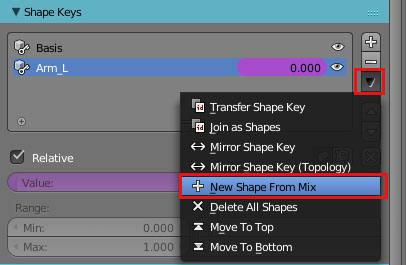 Shape Keys
Basis
Arm_L 0.000
Transfer Shape Key
Join as Shapes
Mirror Shape Key
Mirror Shape Key (Topology)
New Shape From Mix
Delete All Shapes
Move To Top
Move To Bottom
Relative
Value:
Range:
Min: 0.000
Max: 1.000